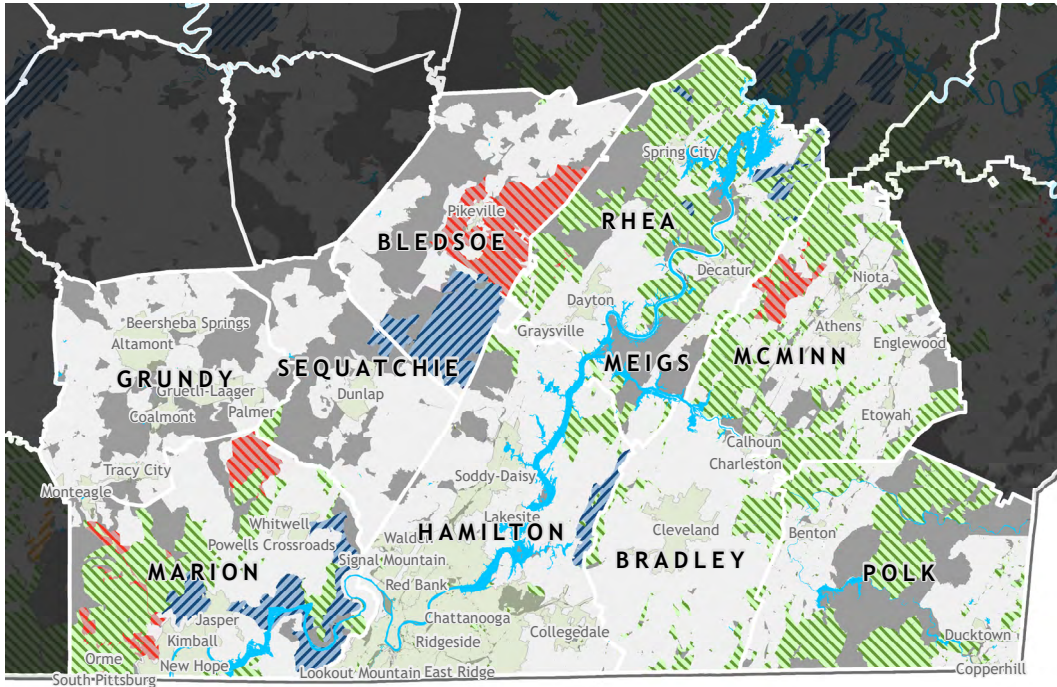 Spring City
Pikeville
RHEA
BLEDSOE
Decatur
Niota
Dayton
Beersheba Springs
Graysville
Athens
Altamont
Englewood
MEIGS
MCMINN
SEQUATCHIE
GRUNDY
Gruetli-Laager
Dunlap
Palmer
Coalmont
Etowah
Calhoun
Charleston
Tracy City
Soddy-Daisy
Monteagle
Lakesite
Whitwell
Cleveland
HAMILTON
Walden
Benton
Powells Crossroads
Signal Mountain
BRADLEY
MARION
POLK
Red Bank
Jasper
Chattanooga
Collegedale
Kimball
Ridgeside
Ducktown
Orme
New Hope
Lookout Mountain
East Ridge
Copperhill
South Pittsburg